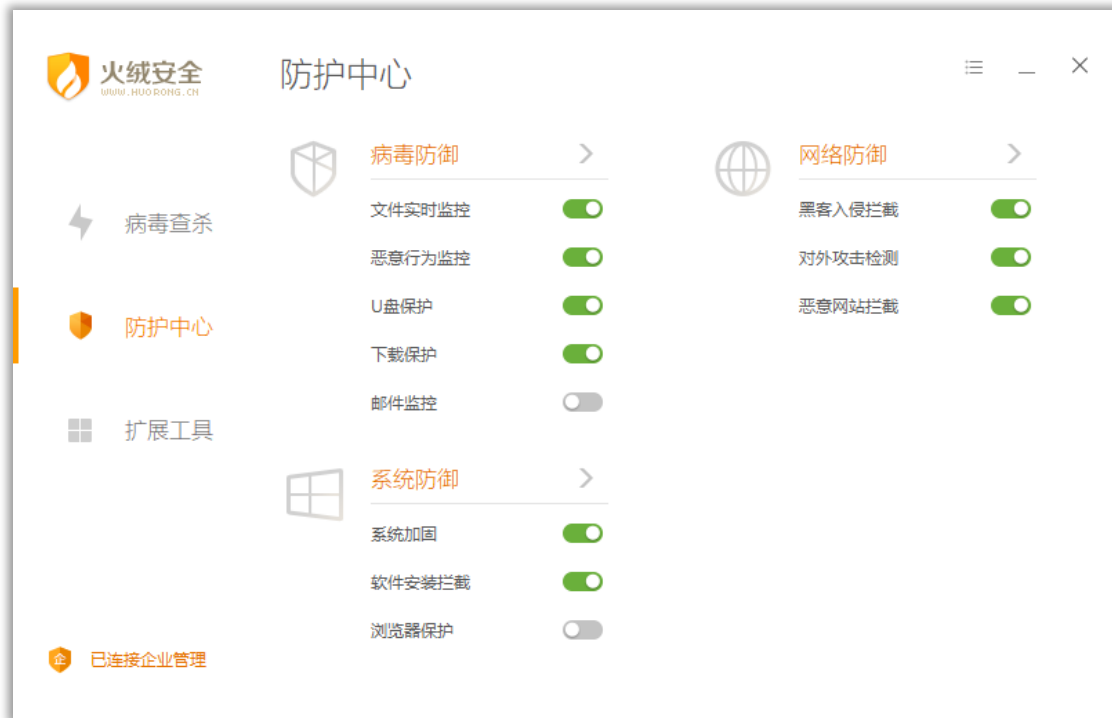 火绒安全
WWW.HUORONG.CN
防护中心
病毒查杀
防护中心
扩展工具
企
已连接企业管理
病毒防御
文件实时监控
恶意行为监控
U盘保护
下载保护
邮件监控
系统防御
系统加固
软件安装拦截
浏览器保护
网络防御
黑客入侵拦截
对外攻击检测
恶意网站拦截